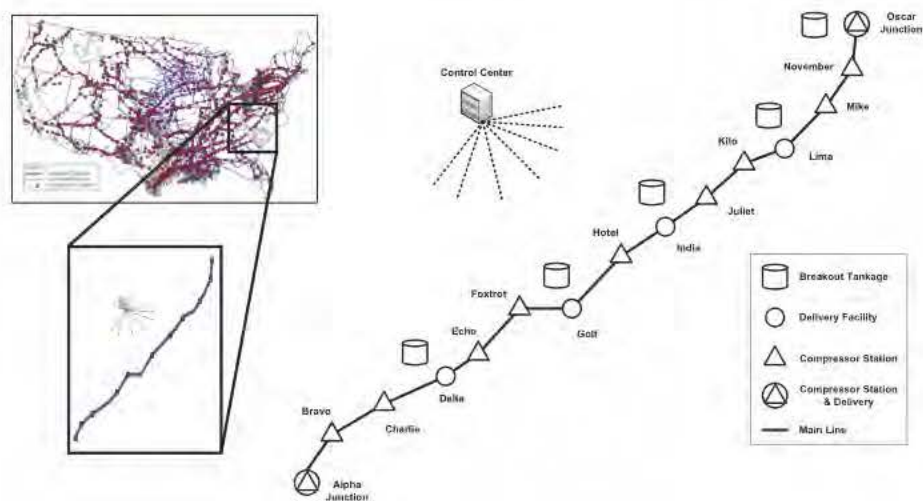 Oscar
Junction
November
Control Center
Mike
Kilo
Lima
Juliet
Hotel
India
Foxtrot
Golf
Echo
Delta
Bravo
Charlie
Alpha
Junction
Breakout Tankage
Delivery Facility
Compressor Station
Compressor Station
& Delivery
Main Line